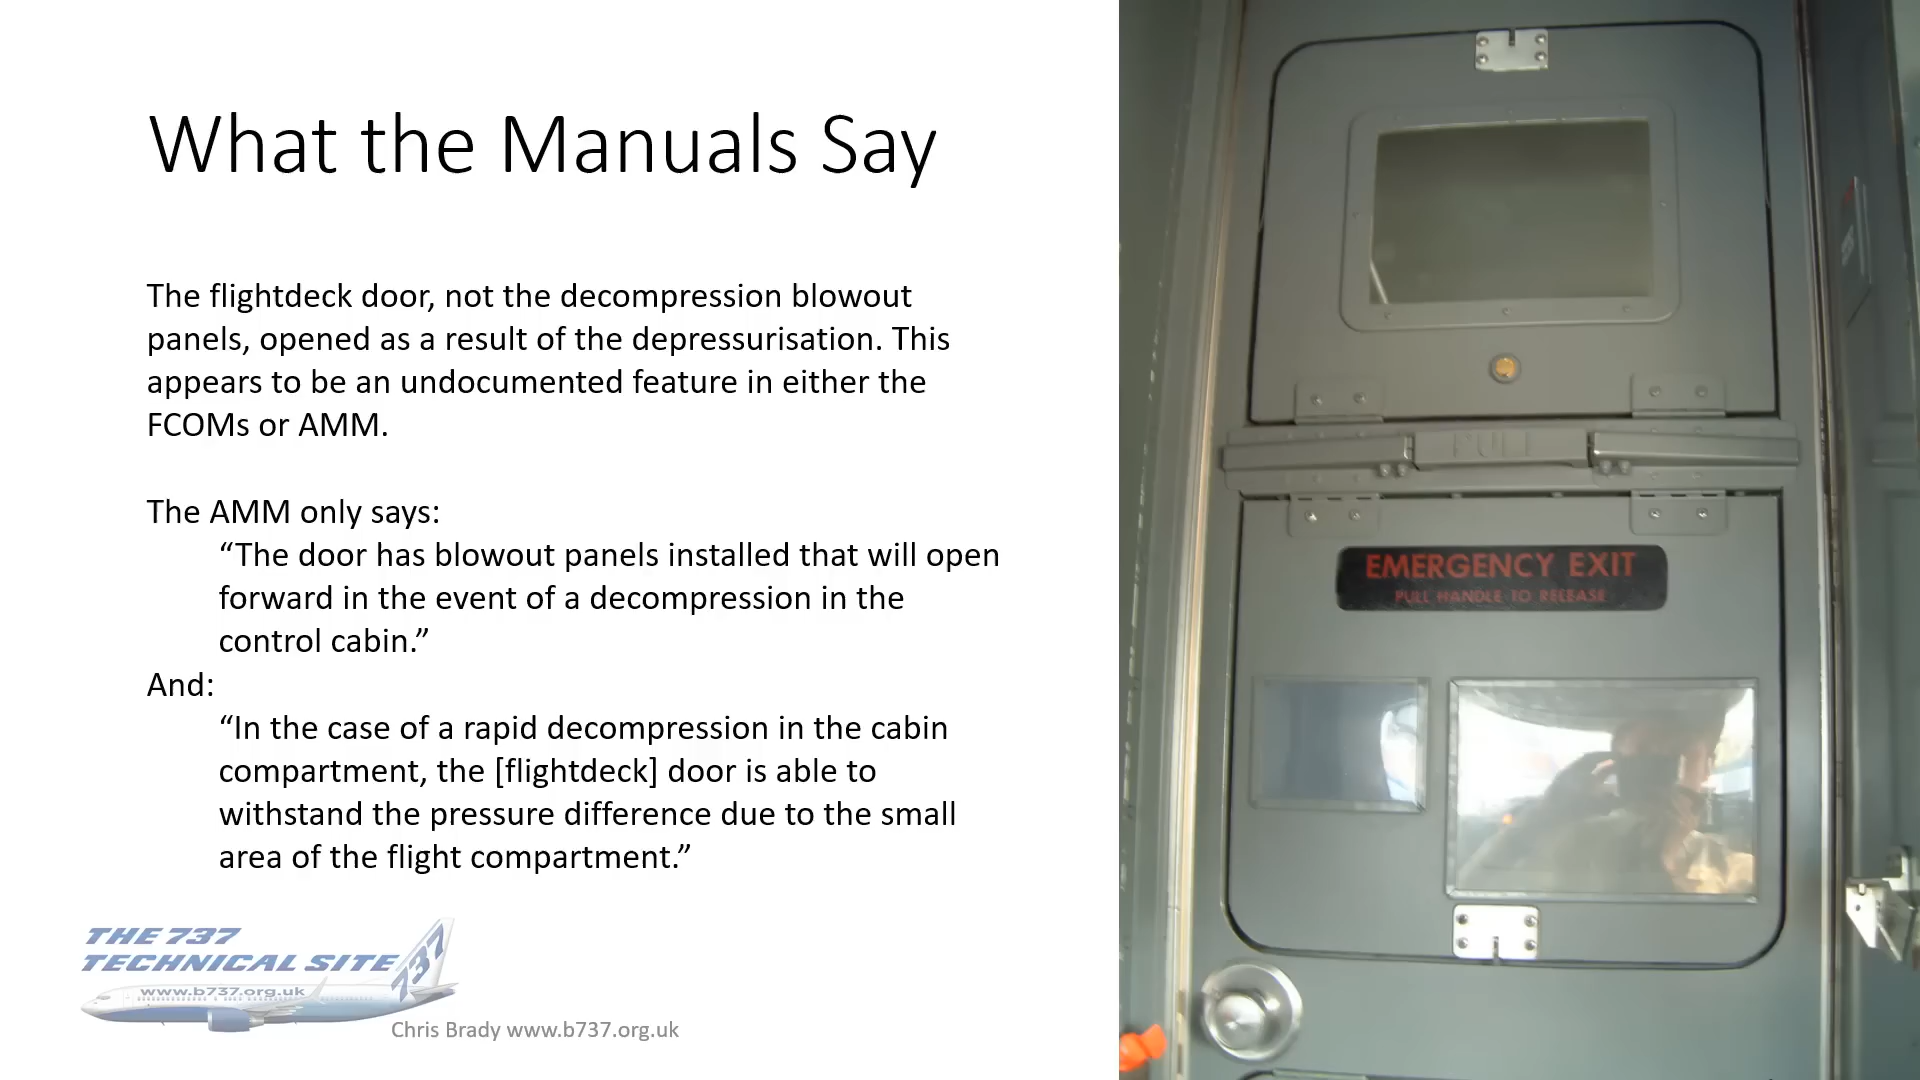 What the Manuals Say
The flightdeck door, not the decompression blowout
panels, opened as a result of the depressurisation. This
appears to be an undocumented feature in either the
FCOMs or AMM.
The AMM only says:
“The door has blowout panels installed that will open
forward in the event of a decompression in the
control cabin.”
And:
“In the case of a rapid decompression in the cabin
compartment, the [flightdeck] door is able to
withstand the pressure difference due to the small
area of the flight compartment.”
THE 737
TECHNICAL SITE
737
www.b737.org.uk
Chris Brady www.b737.org.uk
PULL
EMERGENCY EXIT
PULL HANDLE TO RELEASE